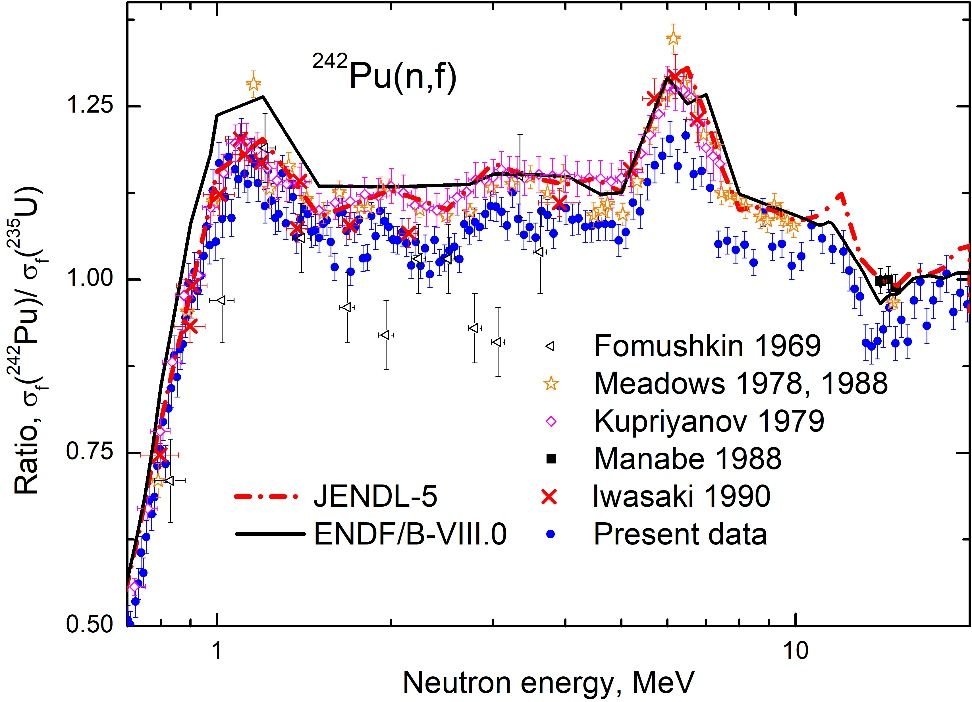 ²⁴²Pu(n,f)
1.25
1.00
0.75
0.50
Ratio, σf(²⁴²Pu)/ σf(²³⁵U)
Fomushkin 1969
Meadows 1978, 1988
Kupriyanov 1979
Manabe 1988
JENDL-5
Iwasaki 1990
ENDF/B-VIII.0
Present data
1
10
Neutron energy, MeV